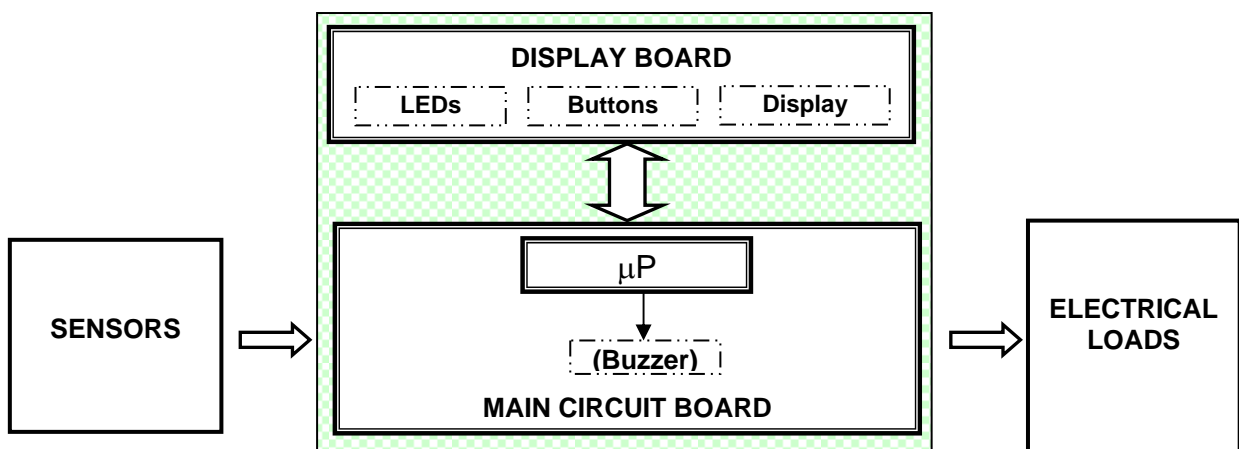 DISPLAY BOARD
LEDs
Buttons
Display
SENSORS
μP
(Buzzer)
MAIN CIRCUIT BOARD
ELECTRICAL
LOADS